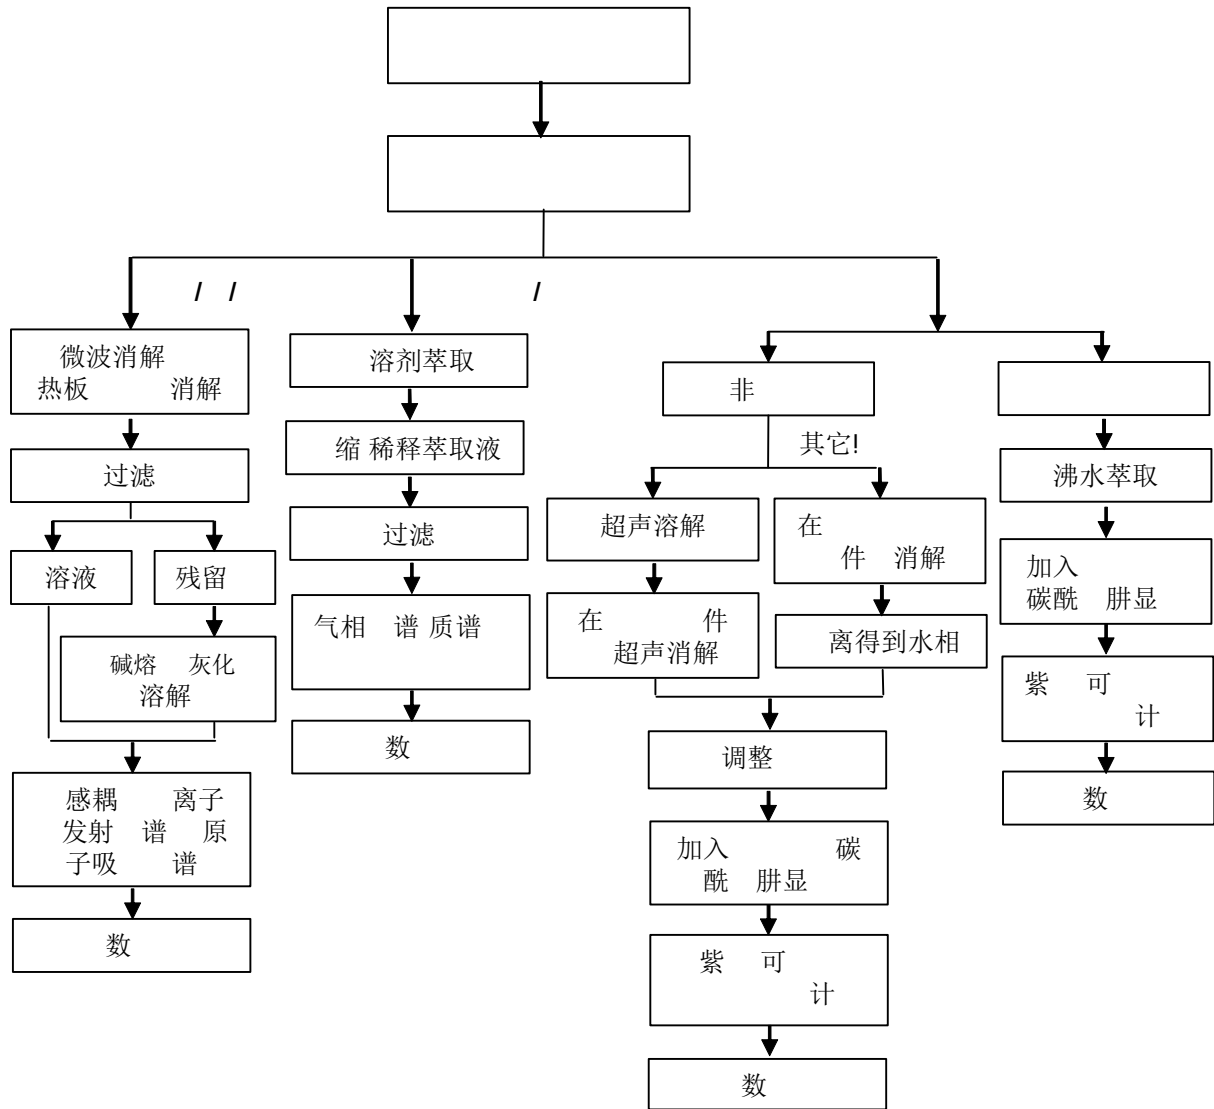 / /
/
微波消解
热板 消解
过滤
溶液
残留
碱熔 灰化
溶解
感耦 离子
发射 谱 原
子吸 谱
数
溶剂萃取
缩 稀释萃取液
过滤
气相 谱 质谱
数
非
其它!
超声溶解
在 件
超声消解
在
件 消解
离得到水相
调整
加入 碳
酰 肼显
紫 可
计
数
沸水萃取
加入
碳酰 肼显
紫 可
计
数